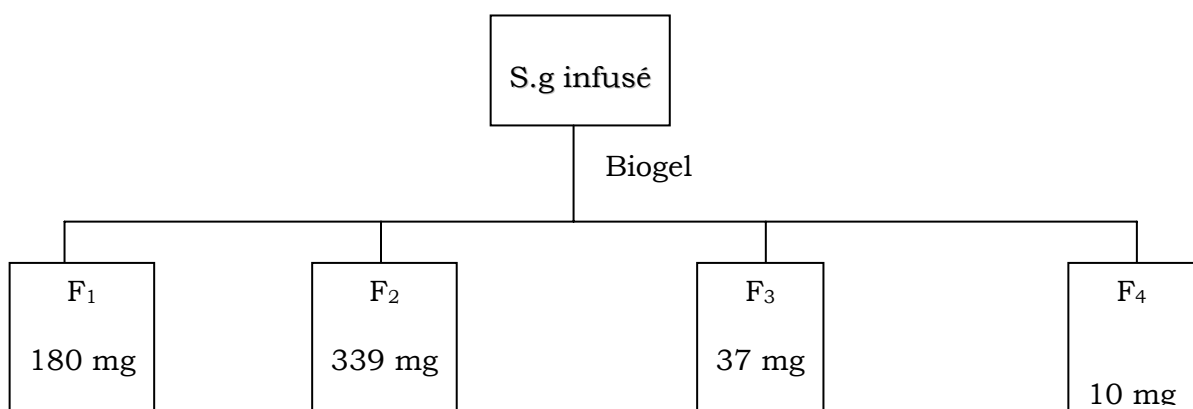 S.g infusé
Biogel
F₁
F₂
F₃
F₄
180 mg
339 mg
37 mg
10 mg